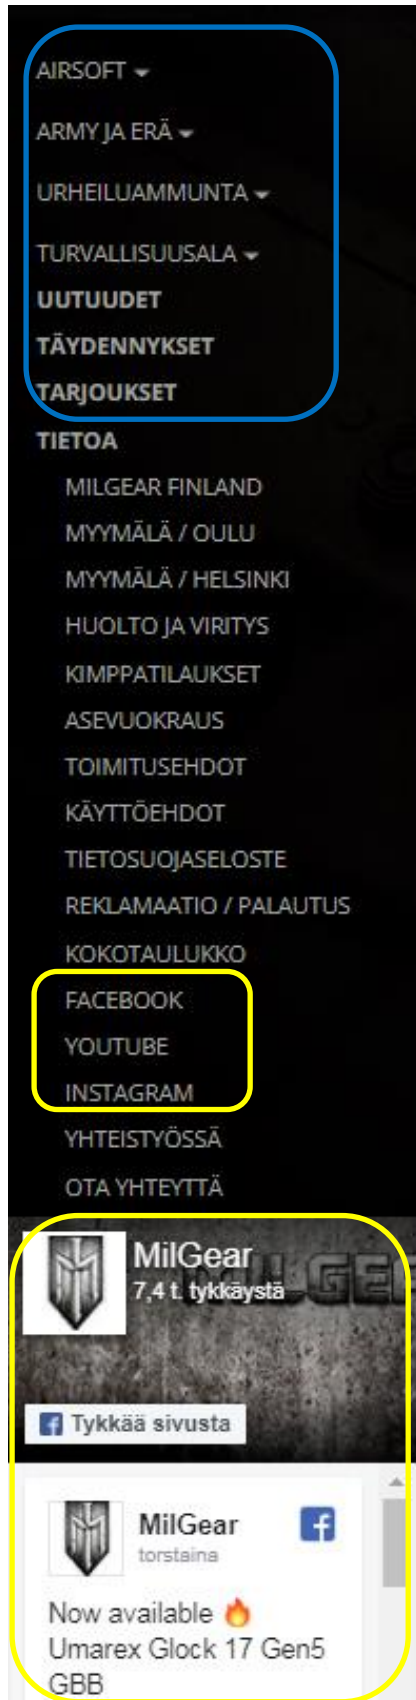 AIRSOFT
ARMY JA ERÄ
URHEILUAMMUNTA
TURVALLISUUSALA
UUTUUDET
TÄYDENNYKSET
TARJOUKSET
TIETOA
MILGEAR FINLAND
MYYMÄLÄ / OULU
MYYMÄLÄ / HELSINKI
HUOLTO JA VIRITYS
KIMPPATILAUKSET
ASEVUOKRAUS
TOIMITUSEHDOT
KÄYTTÖEHDOT
TIETOSUOJASELOSTE
REKLAMAATIO / PALAUTUS
KOKOTAULUKKO
FACEBOOK
YOUTUBE
INSTAGRAM
YHTEISTYÖSSÄ
OTA YHTEYTTÄ
MilGear
7,4 t. tykkäystä
Tykkää sivusta
MilGear
torstaina
Now available 🔥
Umarex Glock 17 Gen5
GBB